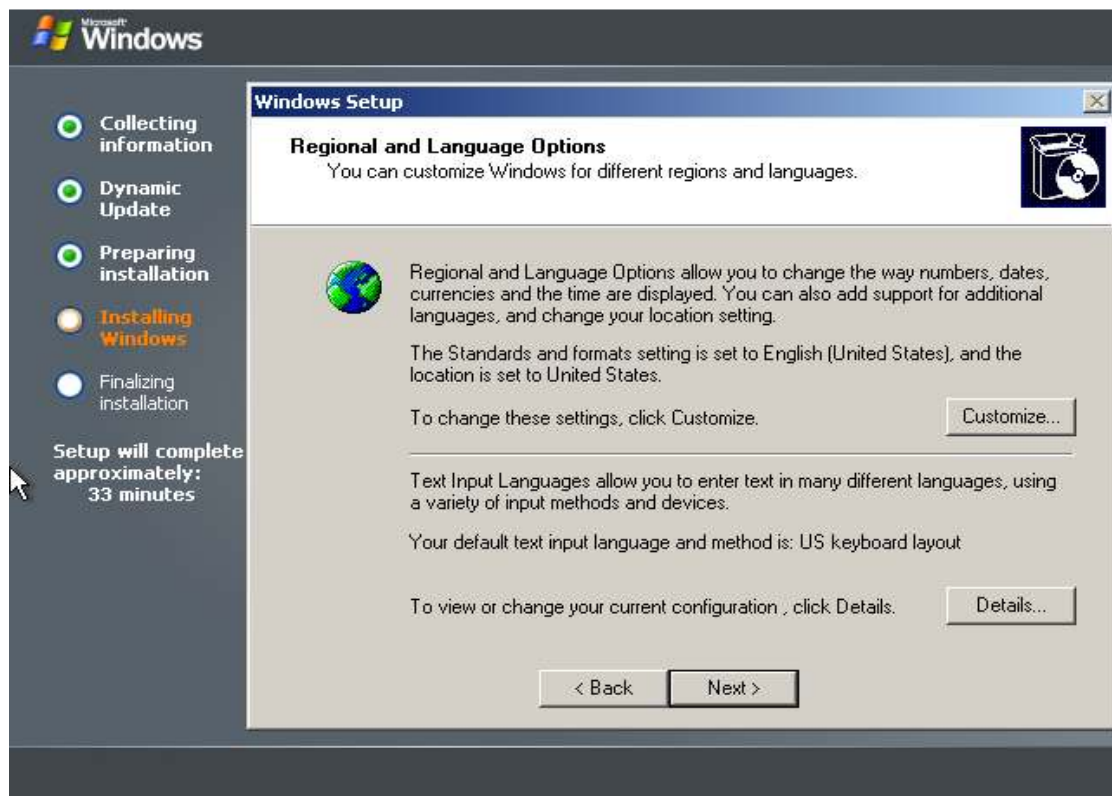 Microsoft
Windows
Collecting
information
Dynamic
Update
Preparing
installation
Installing
Windows
Finalizing
installation
Setup will complete
approximately:
33 minutes
Windows Setup
Regional and Language Options
You can customize Windows for different regions and languages.
Regional and Language Options allow you to change the way numbers, dates,
currencies and the time are displayed. You can also add support for additional
languages, and change your location setting.
The Standards and formats setting is set to English (United States), and the
location is set to United States.
To change these settings, click Customize.
Customize...
Text Input Languages allow you to enter text in many different languages, using
a variety of input methods and devices.
Your default text input language and method is: US keyboard layout
To view or change your current configuration , click Details.
Details...
< Back
Next >